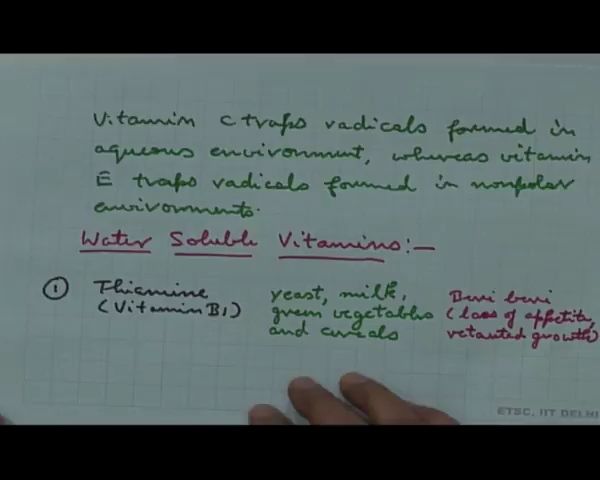 Vitamin C traps radicals formed in
aqueous environment, whereas vitamin
E traps radicals formed in nonpolar
environments.
Water Soluble Vitamins:-
① Thiamine yeast, milk, Beri beri
(Vitamin B1) green vegetables (loss of appetite,
and cereals retarted growth)
ETSC, IIT DELHI